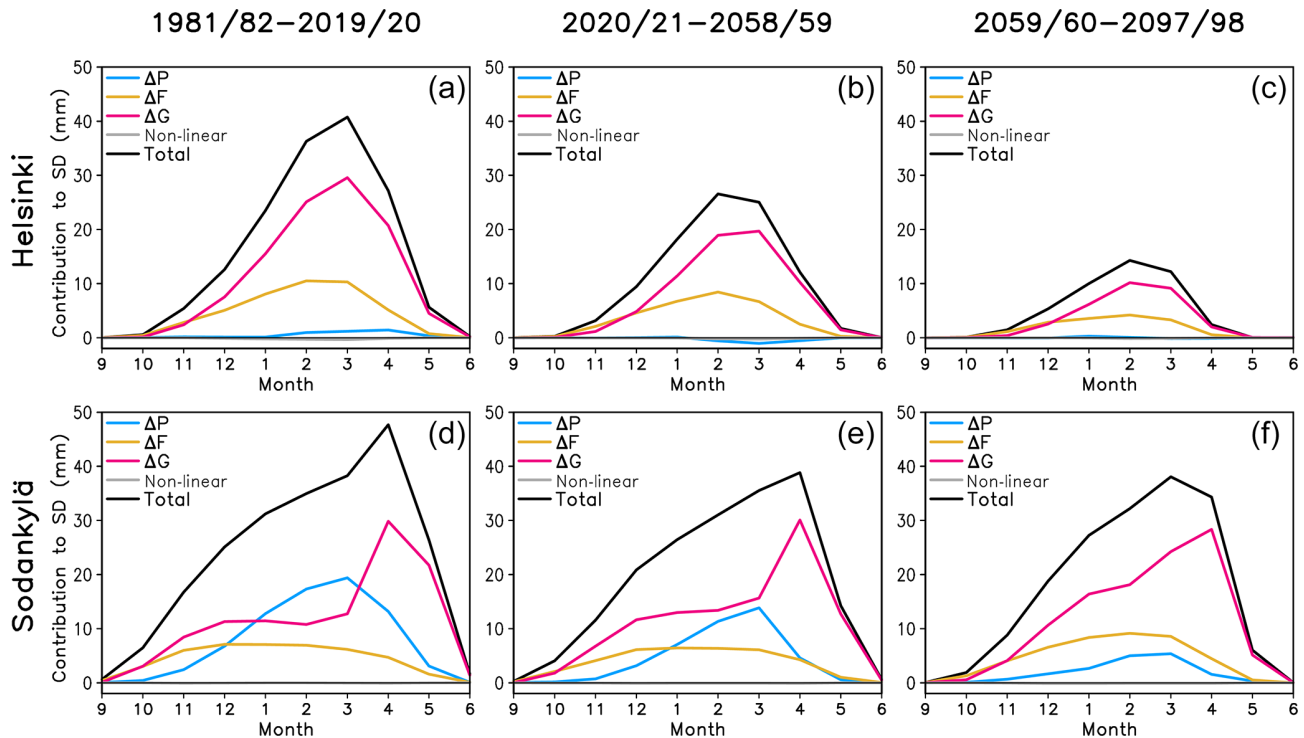 1981/82−2019/20
2020/21−2058/59
2059/60−2097/98
Helsinki
Contribution to SD (mm)
50
40
30
20
10
0
ΔP
ΔF
ΔG
Non-linear
Total
(a)
9 10 11 12 1 2 3 4 5 6
Month
50
40
30
20
10
0
ΔP
ΔF
ΔG
Non-linear
Total
(b)
9 10 11 12 1 2 3 4 5 6
Month
50
40
30
20
10
0
ΔP
ΔF
ΔG
Non-linear
Total
(c)
9 10 11 12 1 2 3 4 5 6
Month
Sodankylä
Contribution to SD (mm)
50
40
30
20
10
0
ΔP
ΔF
ΔG
Non-linear
Total
(d)
9 10 11 12 1 2 3 4 5 6
Month
50
40
30
20
10
0
ΔP
ΔF
ΔG
Non-linear
Total
(e)
9 10 11 12 1 2 3 4 5 6
Month
50
40
30
20
10
0
ΔP
ΔF
ΔG
Non-linear
Total
(f)
9 10 11 12 1 2 3 4 5 6
Month